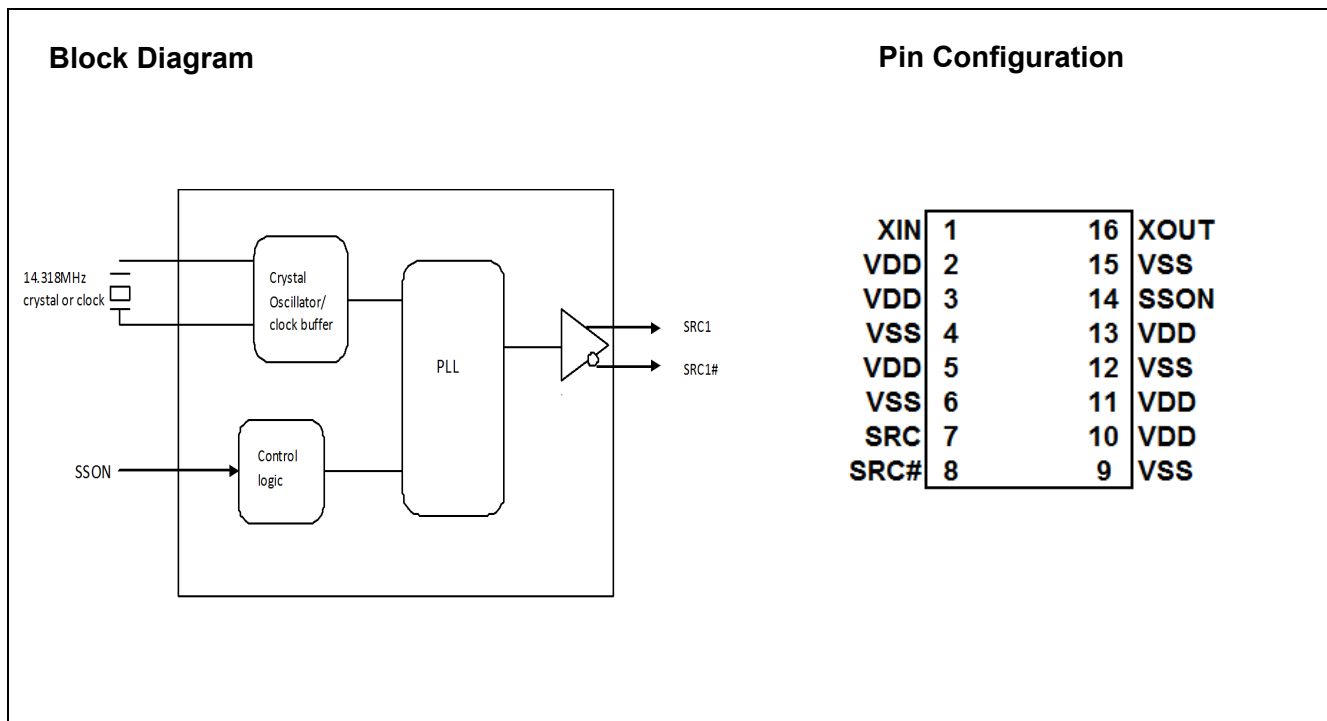 Block Diagram
14.318MHz
crystal or clock
Crystal
Oscillator/
clock buffer
PLL
SRC1
SRC1#
SSON
Control
logic
Pin Configuration
XIN 1 16 XOUT
VDD 2 15 VSS
VDD 3 14 SSON
VSS 4 13 VDD
VDD 5 12 VSS
VSS 6 11 VDD
SRC 7 10 VDD
SRC# 8 9 VSS